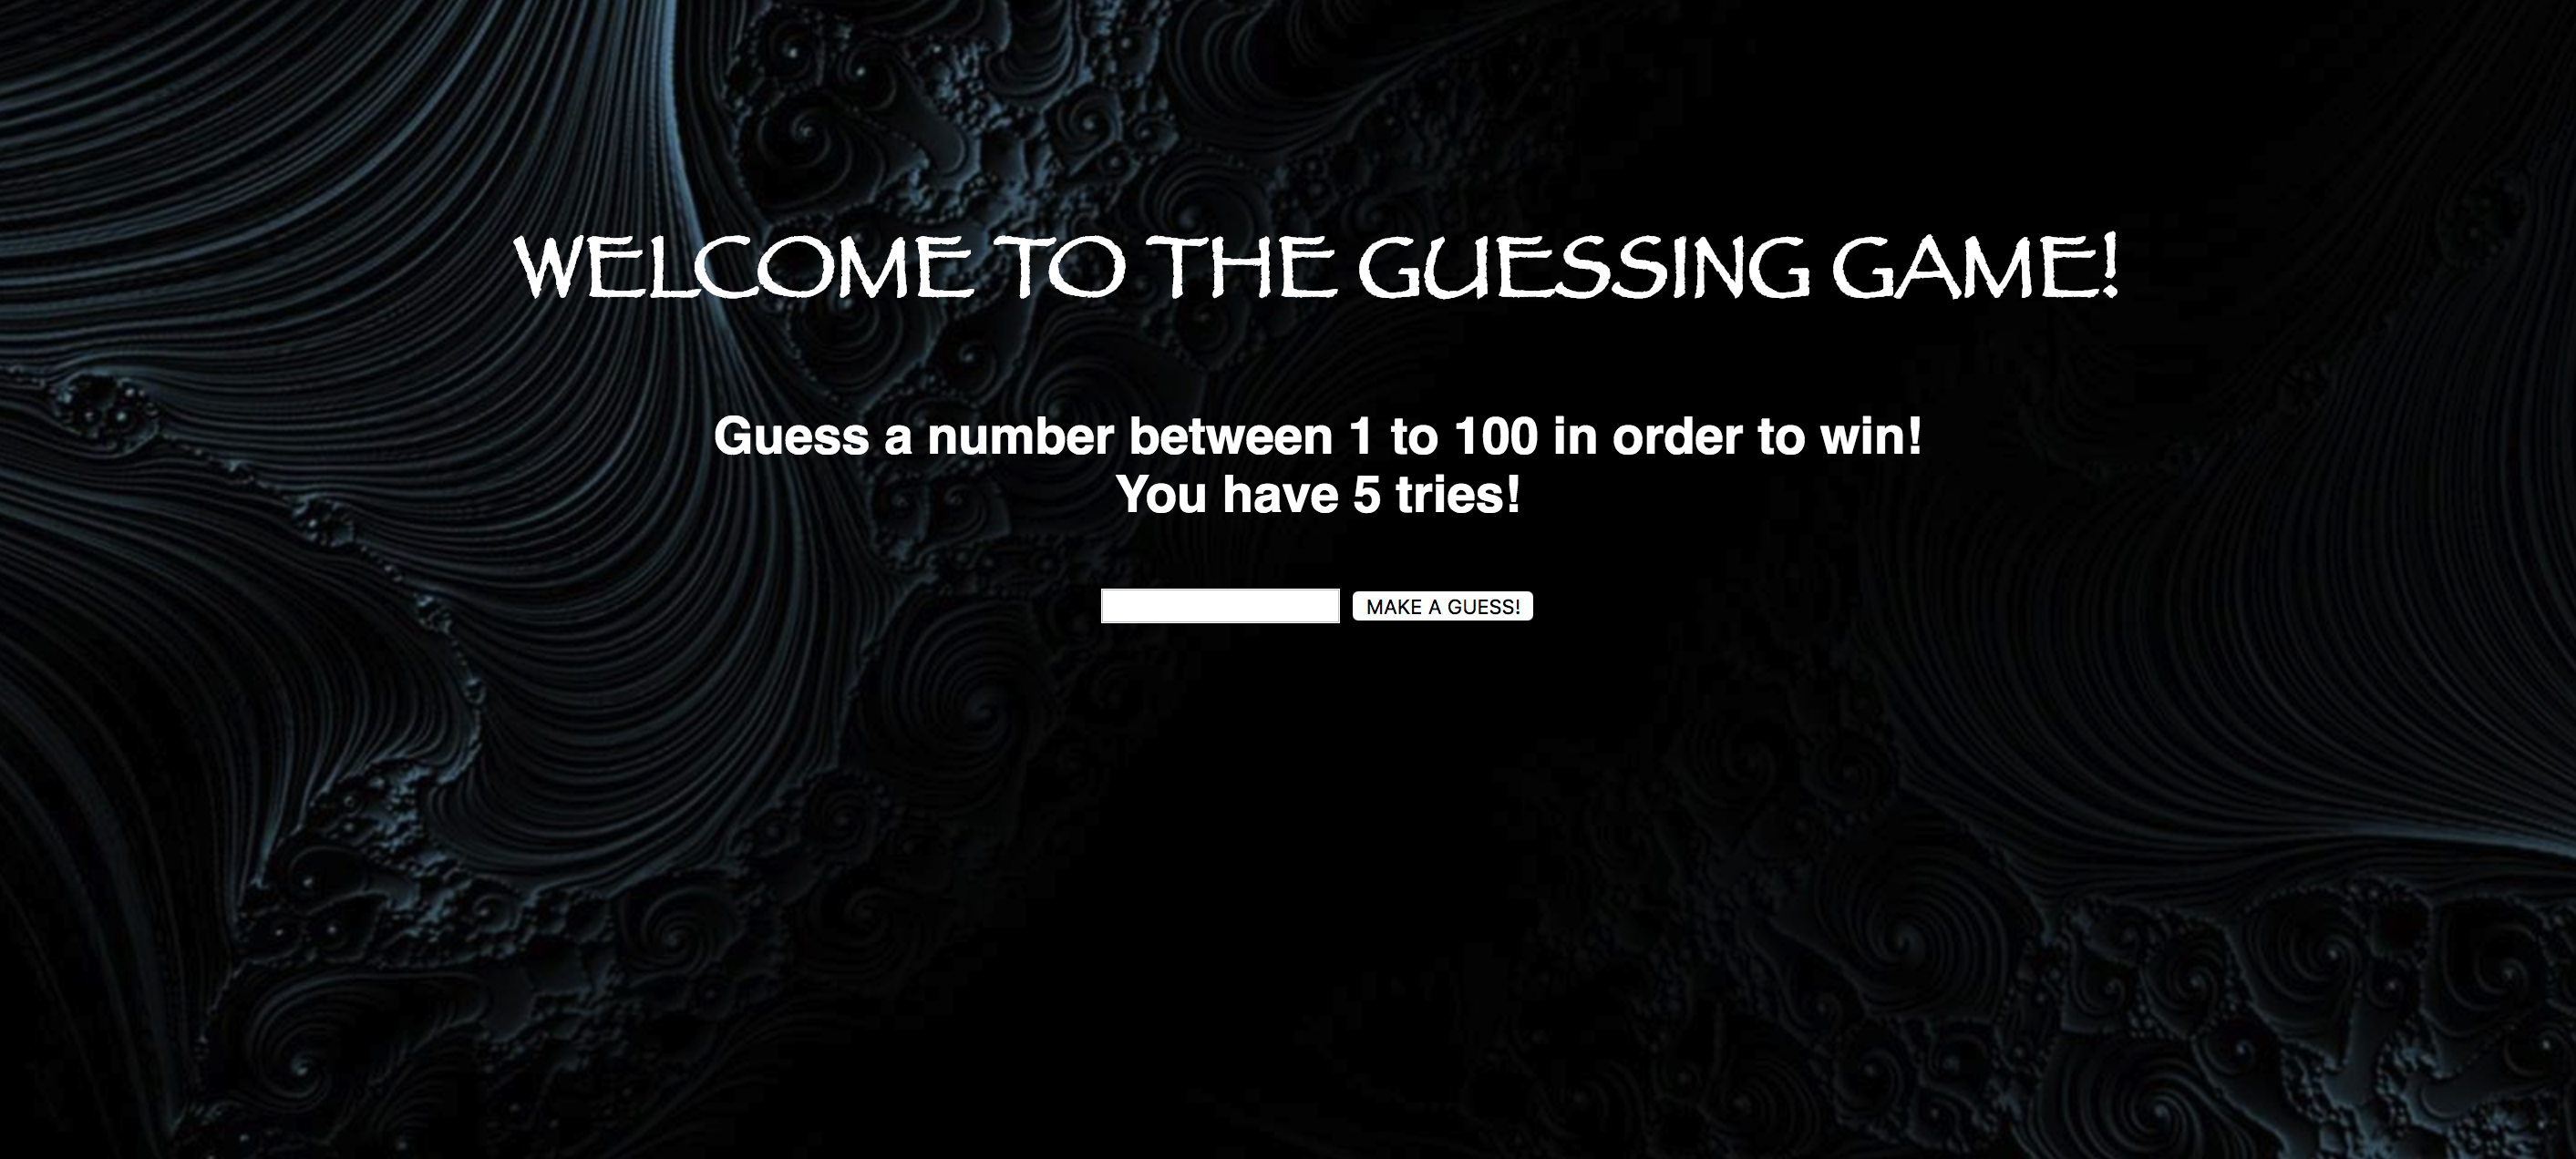 WELCOME TO THE GUESSING GAME!
Guess a number between 1 to 100 in order to win!
You have 5 tries!
MAKE A GUESS!